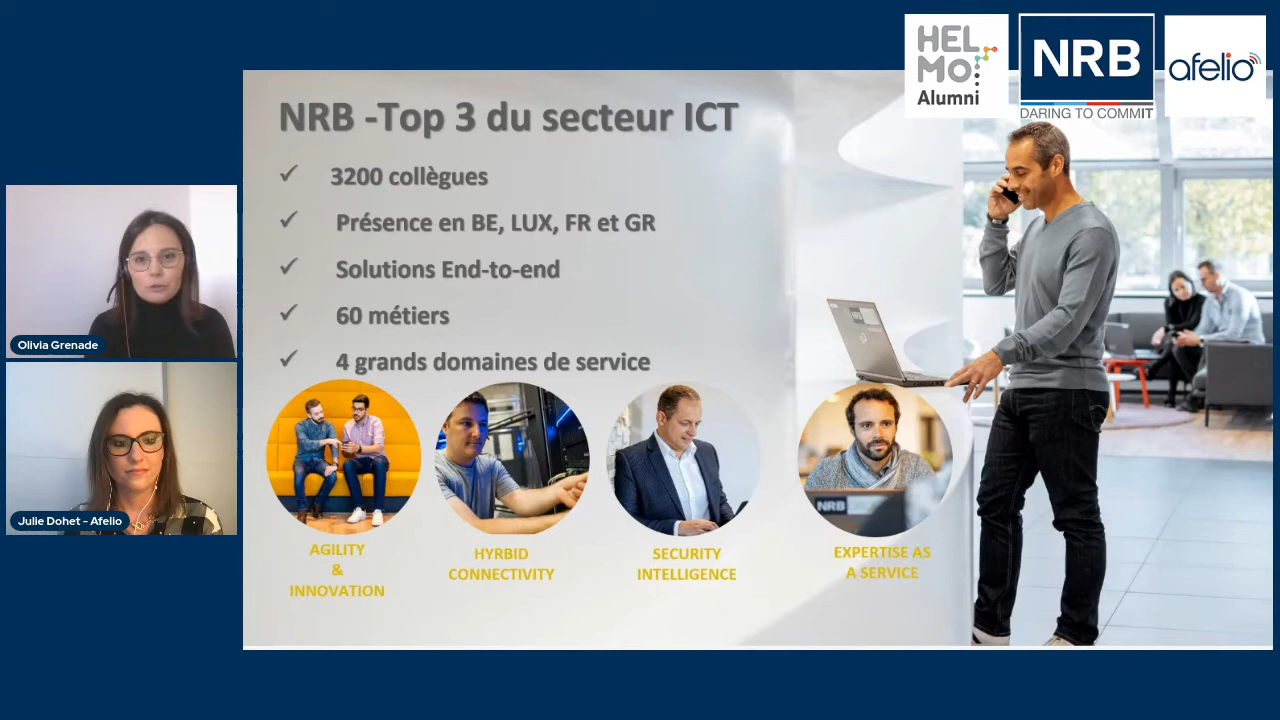 HEL
MO
Alumni
NRB
DARING TO COMMIT
afelio
NRB -Top 3 du secteur ICT
3200 collègues
Présence en BE, LUX, FR et GR
Solutions End-to-end
60 métiers
4 grands domaines de service
Olivia Grenade
Julie Dohet - Afelio
NRB
NRB
AGILITY
&
INNOVATION
HYRBID
CONNECTIVITY
SECURITY
INTELLIGENCE
EXPERTISE AS
A SERVICE